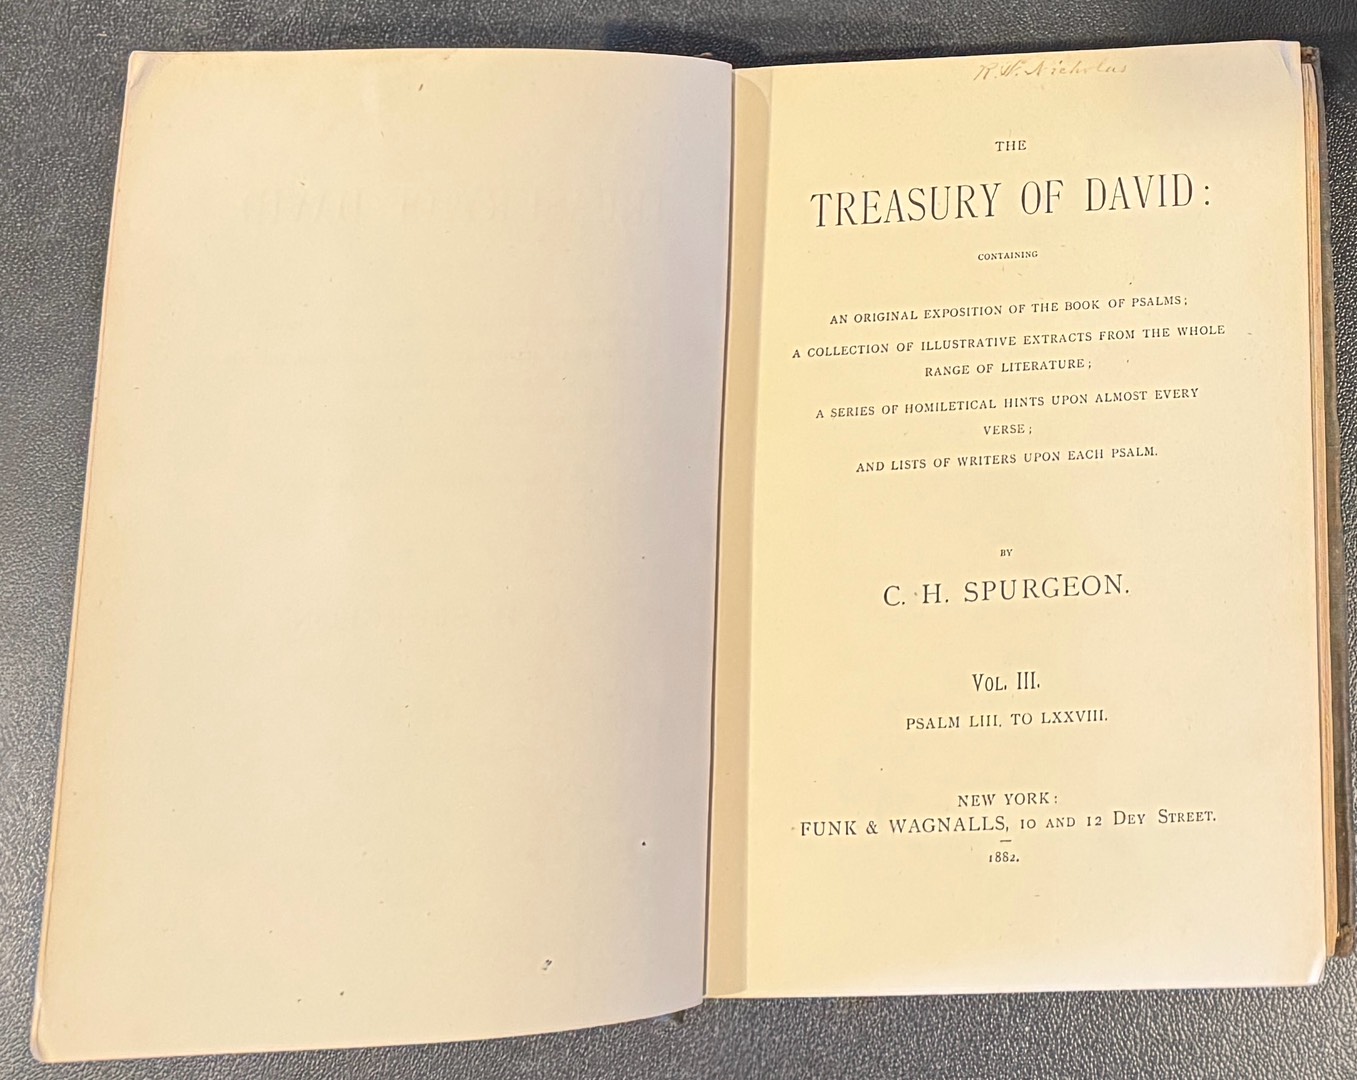 R. W. Nicholas
THE
TREASURY OF DAVID:
CONTAINING
AN ORIGINAL EXPOSITION OF THE BOOK OF PSALMS;
A COLLECTION OF ILLUSTRATIVE EXTRACTS FROM THE WHOLE
RANGE OF LITERATURE;
A SERIES OF HOMILETICAL HINTS UPON ALMOST EVERY
VERSE;
AND LISTS OF WRITERS UPON EACH PSALM.
BY
C. H. SPURGEON.
VOL. III.
PSALM LIII. TO LXXVIII.
NEW YORK:
FUNK & WAGNALLS, 10 AND 12 DEY STREET.
1882.